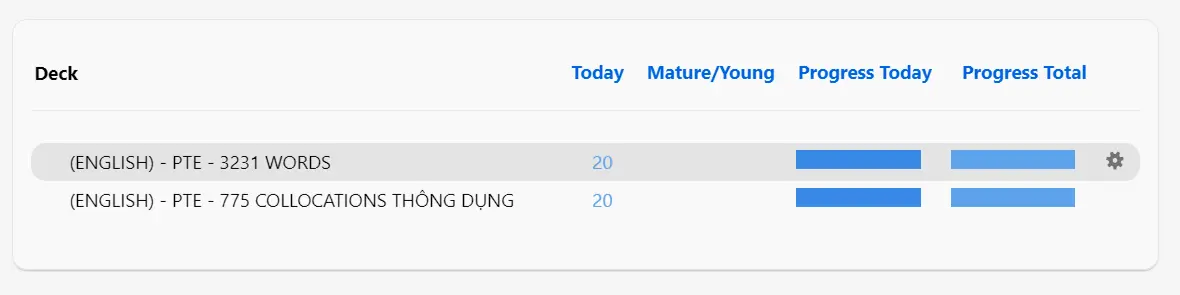 Deck Today Mature/Young Progress Today Progress Total
(ENGLISH) - PTE - 3231 WORDS 20
(ENGLISH) - PTE - 775 COLLOCATIONS THÔNG DỤNG 20